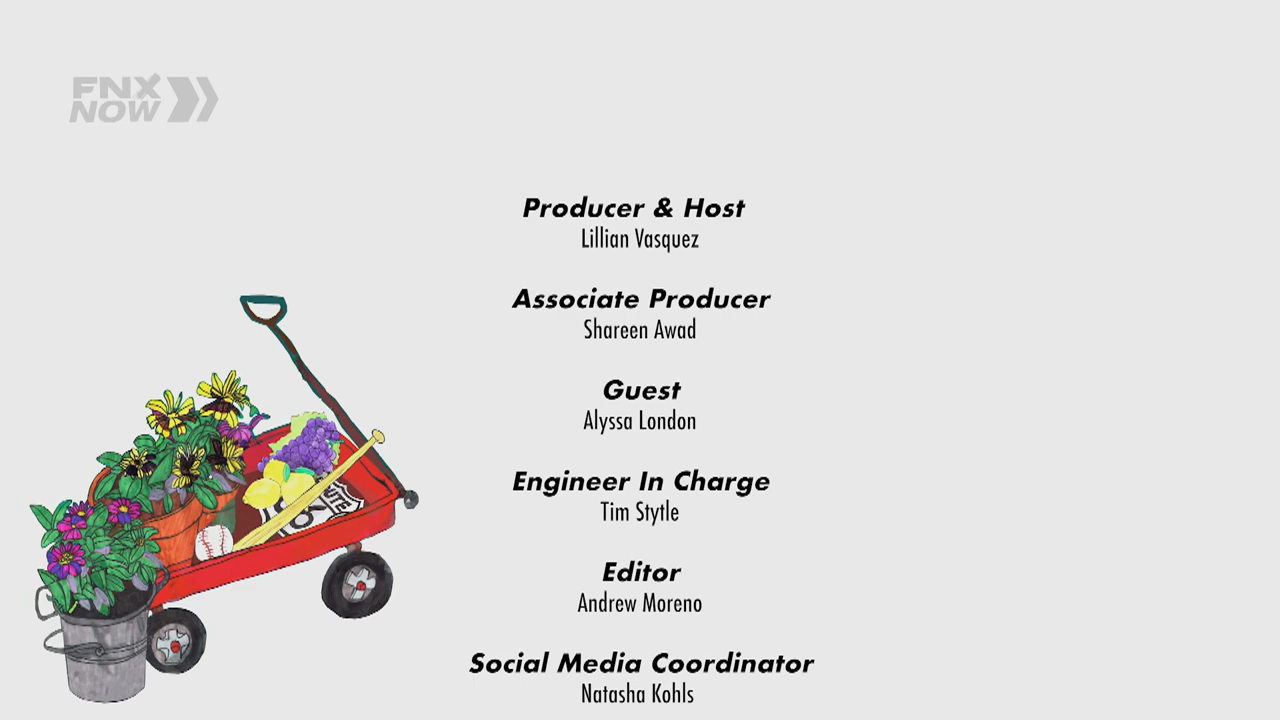 FNX
NOW
Producer & Host
Lillian Vasquez
Associate Producer
Shareen Awad
Guest
Alyssa London
Engineer In Charge
Tim Stytle
Editor
Andrew Moreno
Social Media Coordinator
Natasha Kohls